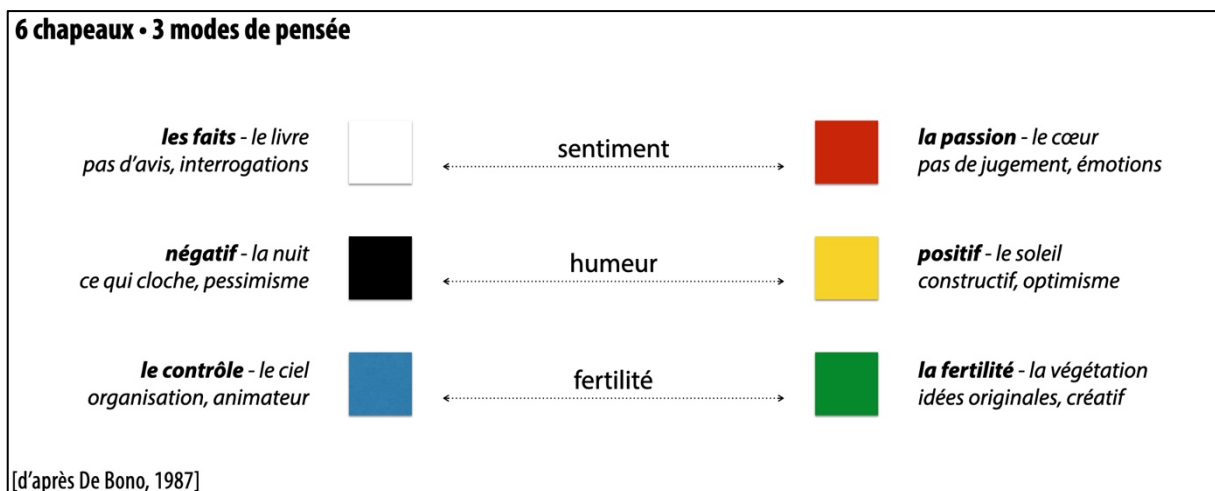 6 chapeaux • 3 modes de pensée
les faits - le livre
pas d’avis, interrogations
sentiment
la passion - le cœur
pas de jugement, émotions
négatif - la nuit
ce qui cloche, pessimisme
humeur
positif - le soleil
constructif, optimisme
le contrôle - le ciel
organisation, animateur
fertilité
la fertilité - la végétation
idées originales, créatif
[d’après De Bono, 1987]